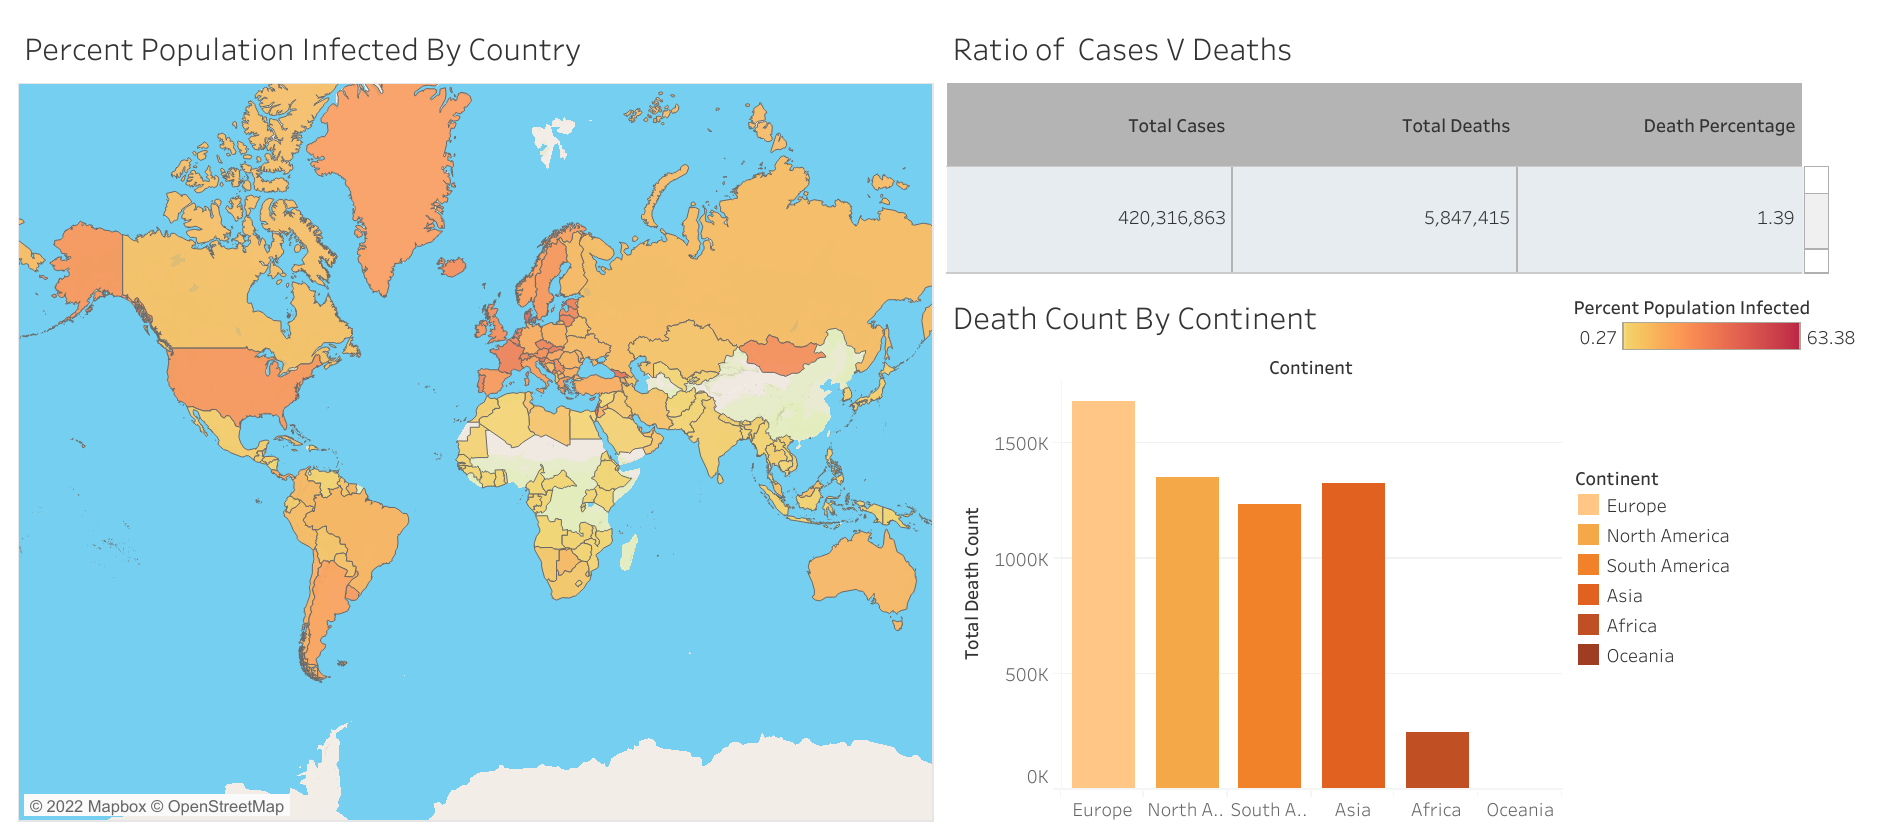 Percent Population Infected By Country
© 2022 Mapbox © OpenStreetMap
Ratio of  Cases V Deaths
Total Cases Total Deaths Death Percentage
420,316,863 5,847,415 1.39
Death Count By Continent
Percent Population Infected
0.27 63.38
Continent
Total Death Count
1500K
1000K
500K
0K
Europe North A.. South A.. Asia Africa Oceania
Continent
Europe
North America
South America
Asia
Africa
Oceania